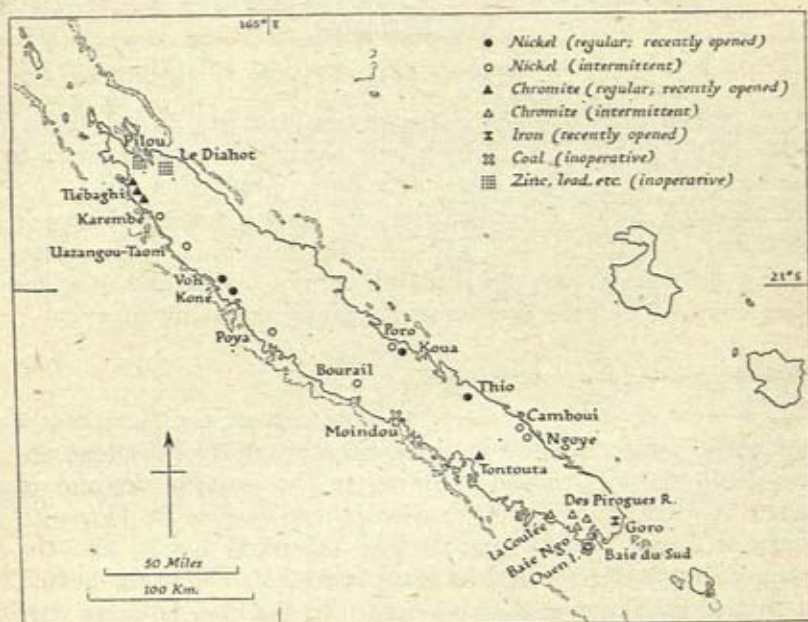 165° E
Nickel (regular; recently opened)
Nickel (intermittent)
Chromite (regular; recently opened)
Chromite (intermittent)
Iron (recently opened)
Coal (inoperative)
Zinc, lead, etc. (inoperative)
Pilou
Le Diahot
Tiébaghi
Karembé
Uazangou-Taom
Voh
Koné
21° S
Poya
Poro
Koua
Bourail
Thio
Moindou
Camboui
Ngoye
Tontouta
Des Pirogues R.
La Coulée
Baie Ngo
Ouen I.
Goro
Baie du Sud
50 Miles
100 Km.